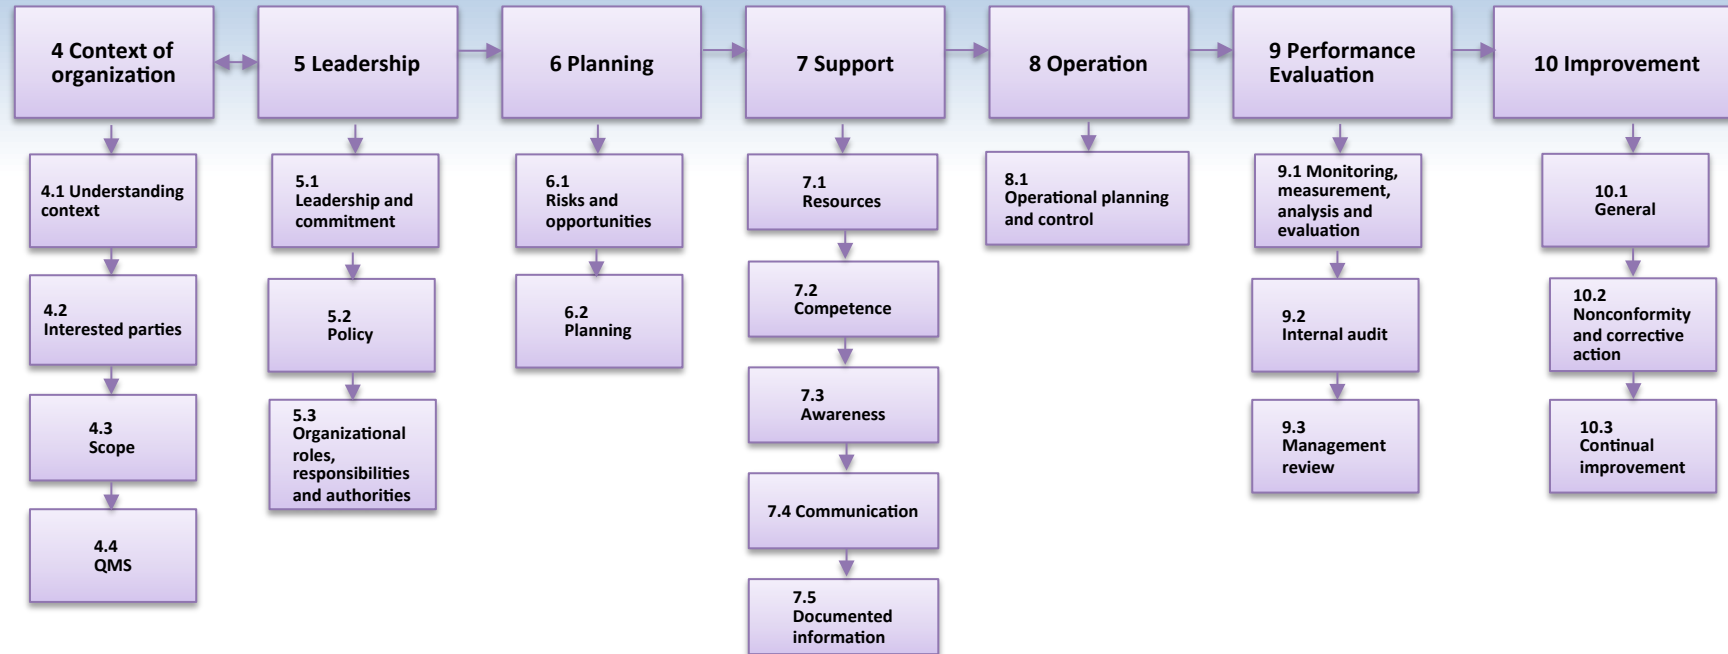 4 Context of
organization
5 Leadership
6 Planning
7 Support
8 Operation
9 Performance
Evaluation
10 Improvement
4.1 Understanding
context
4.2
Interested parties
4.3
Scope
4.4
QMS
5.1
Leadership and
commitment
5.2
Policy
5.3
Organizational
roles,
responsibilities
and authorities
6.1
Risks and
opportunities
6.2
Planning
7.1
Resources
7.2
Competence
7.3
Awareness
7.4 Communication
7.5
Documented
information
8.1
Operational planning
and control
9.1 Monitoring,
measurement,
analysis and
evaluation
9.2
Internal audit
9.3
Management
review
10.1
General
10.2
Nonconformity
and corrective
action
10.3
Continual
improvement